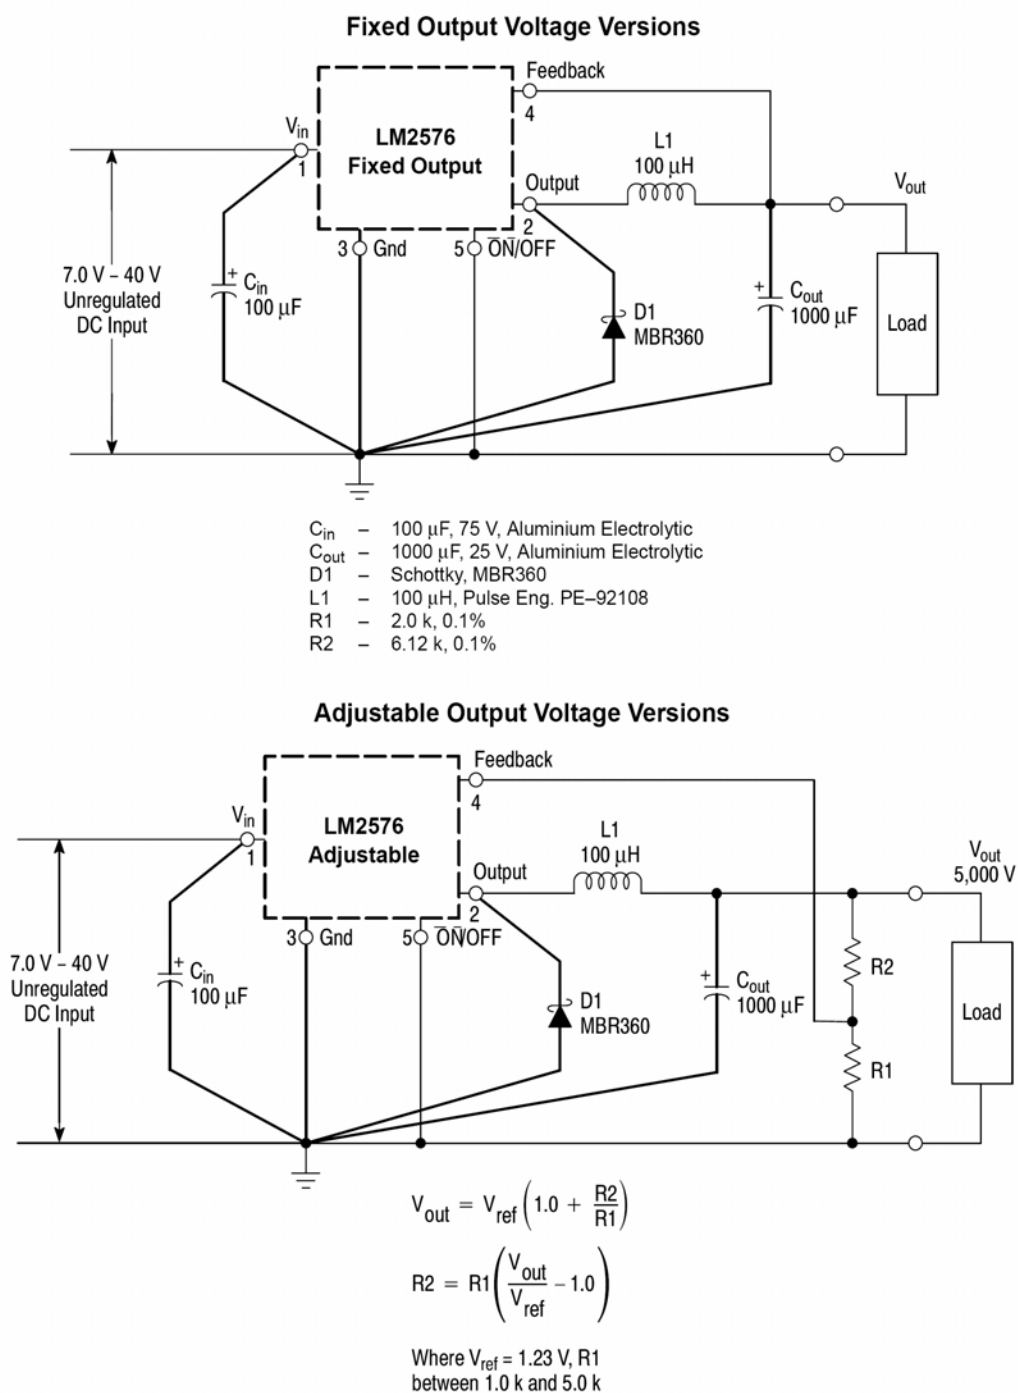 Fixed Output Voltage Versions
Feedback
4
LM2576
Fixed Output
Vin
1
L1
100 μH
Output
2
Vout
3 Gnd
5 ON/OFF
7.0 V – 40 V
Unregulated
DC Input
+ Cin
100 μF
D1
MBR360
+ Cout
1000 μF
Load
Cin – 100 μF, 75 V, Aluminium Electrolytic
Cout – 1000 μF, 25 V, Aluminium Electrolytic
D1 – Schottky, MBR360
L1 – 100 μH, Pulse Eng. PE–92108
R1 – 2.0 k, 0.1%
R2 – 6.12 k, 0.1%
Adjustable Output Voltage Versions
Feedback
4
LM2576
Adjustable
Vin
1
L1
100 μH
Output
2
Vout
5,000 V
3 Gnd
5 ON/OFF
7.0 V – 40 V
Unregulated
DC Input
+ Cin
100 μF
D1
MBR360
+ Cout
1000 μF
R2
R1
Load
Vout = Vref (1.0 + R2/R1)
R2 = R1 (Vout/Vref – 1.0)
Where Vref = 1.23 V, R1
between 1.0 k and 5.0 k